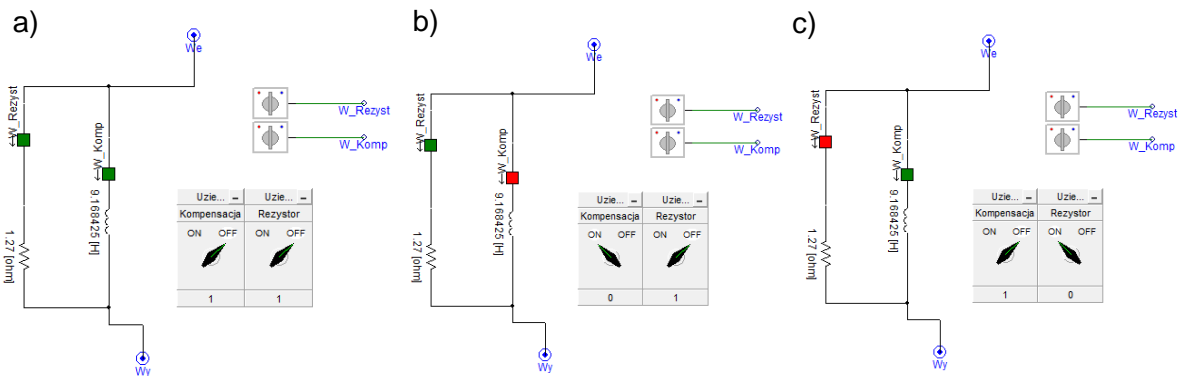 a)
We
W_Rezyst
W_Komp
W_Rezyst
W_Komp
9.168425 [H]
1.27 [ohm]
Uzie... Uzie...
Kompensacja Rezystor
ON OFF ON OFF
1 1
Wy
b)
We
W_Rezyst
W_Komp
W_Rezyst
W_Komp
9.168425 [H]
1.27 [ohm]
Uzie... Uzie...
Kompensacja Rezystor
ON OFF ON OFF
0 1
Wy
c)
We
W_Rezyst
W_Komp
W_Rezyst
W_Komp
9.168425 [H]
1.27 [ohm]
Uzie... Uzie...
Kompensacja Rezystor
ON OFF ON OFF
1 0
Wy